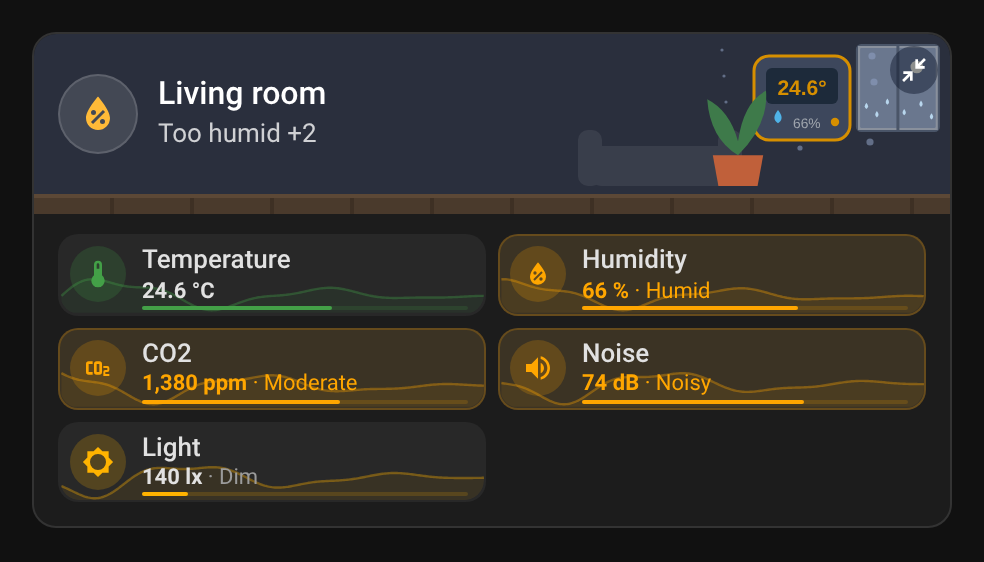 Living room
Too humid +2
24.6°
66%
Temperature
24.6 °C
Humidity
66 % · Humid
CO2
CO₂
1,380 ppm · Moderate
Noise
74 dB · Noisy
Light
140 lx · Dim